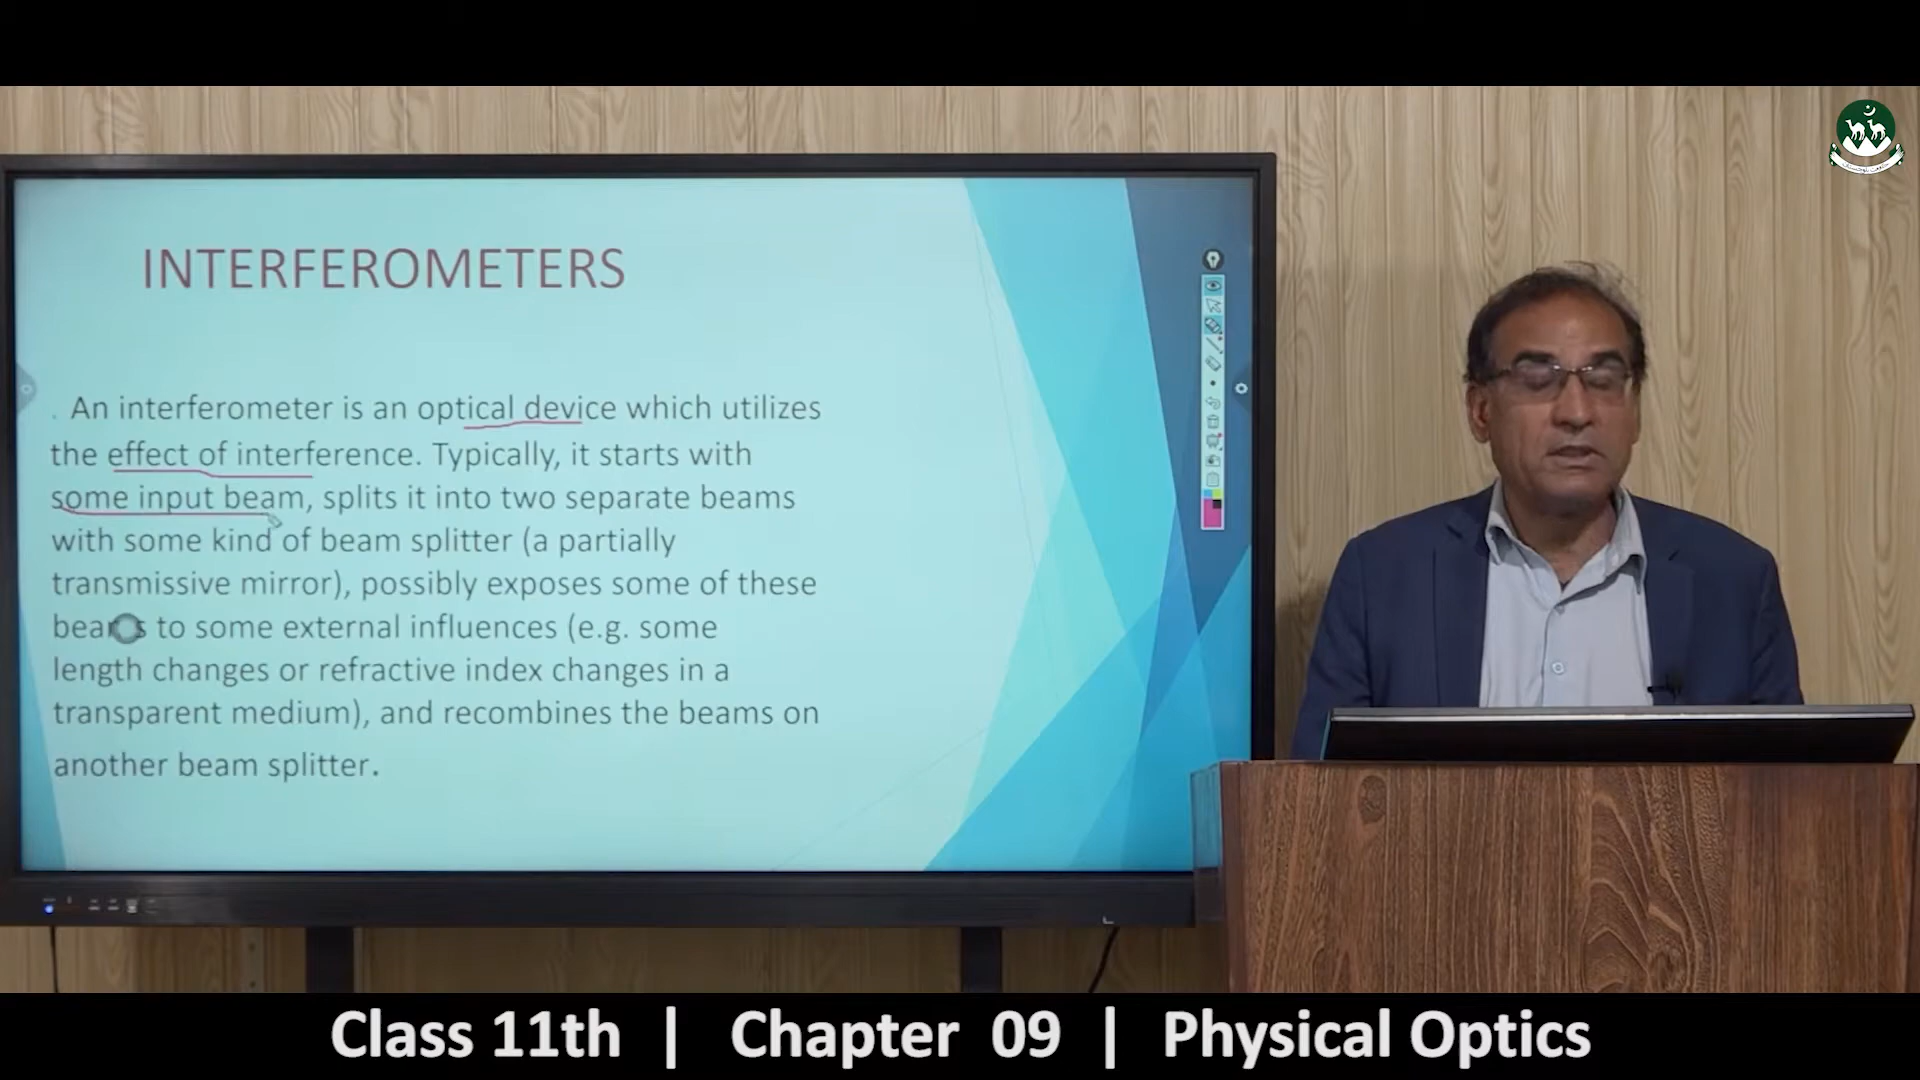 INTERFEROMETERS
. An interferometer is an optical device which utilizes
the effect of interference. Typically, it starts with
some input beam, splits it into two separate beams
with some kind of beam splitter (a partially
transmissive mirror), possibly exposes some of these
beams to some external influences (e.g. some
length changes or refractive index changes in a
transparent medium), and recombines the beams on
another beam splitter.
Class 11th | Chapter 09 | Physical Optics